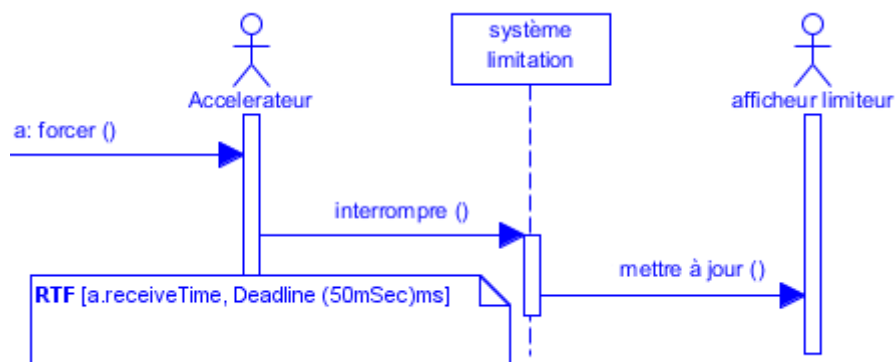 système
limitation
Accelerateur
afficheur limiteur
a: forcer ()
interrompre ()
mettre à jour ()
RTF [a.receiveTime, Deadline (50mSec)ms]